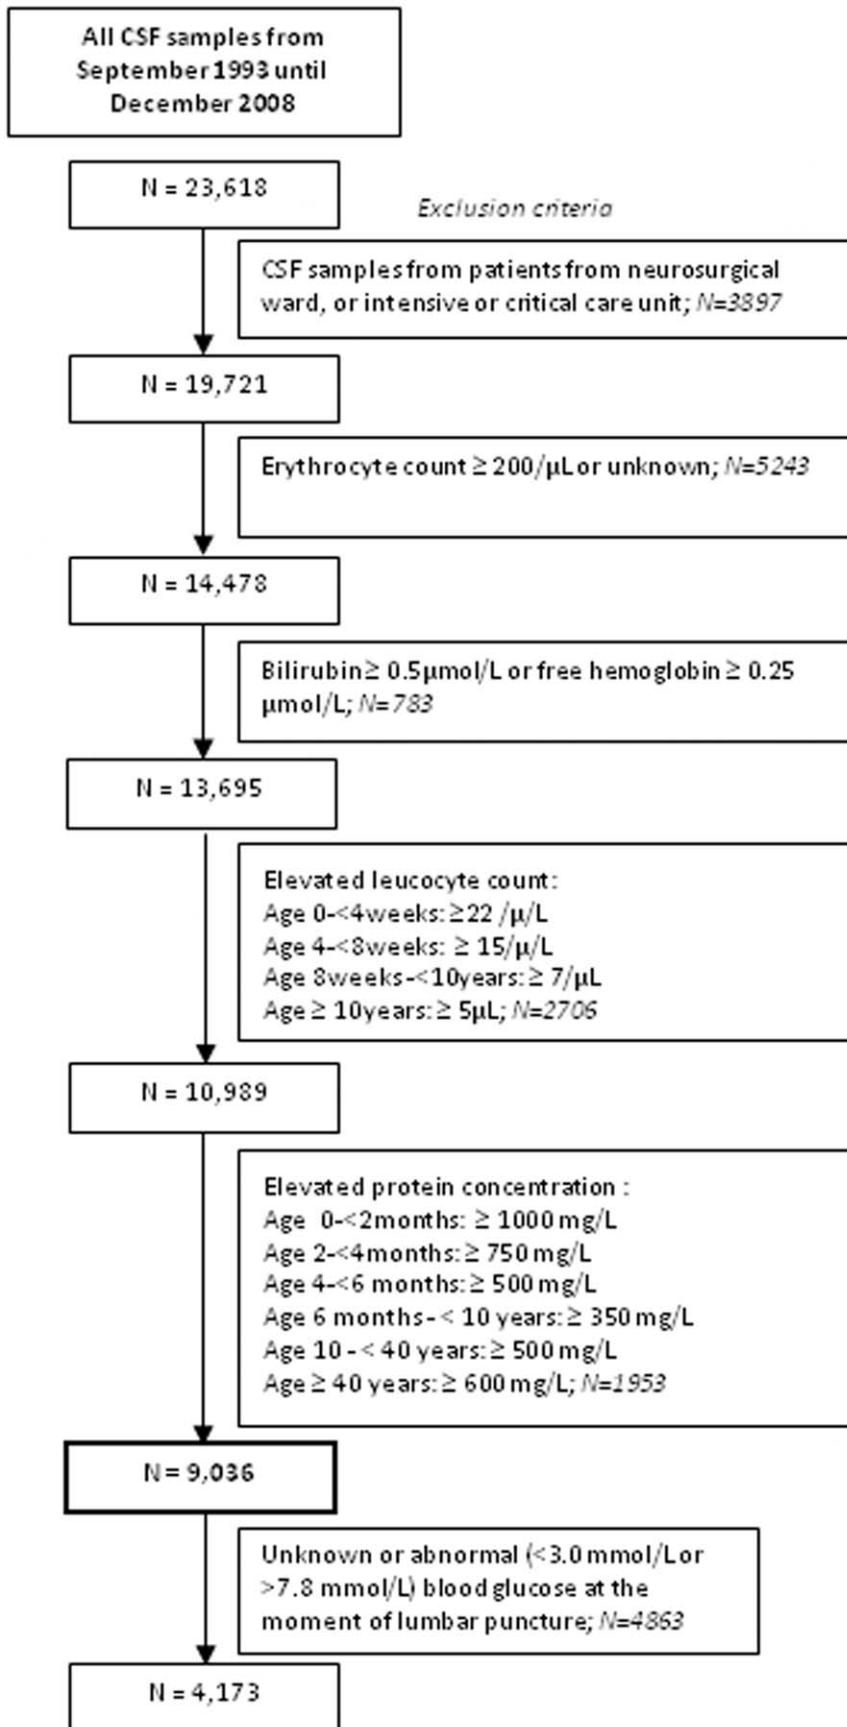 All CSF samples from
September 1993 until
December 2008
N = 23,618
Exclusion criteria
CSF samples from patients from neurosurgical
ward, or intensive or critical care unit; N=3897
N = 19,721
Erythrocyte count ≥ 200/μL or unknown; N=5243
N = 14,478
Bilirubin ≥ 0.5μmol/L or free hemoglobin ≥ 0.25
μmol/L; N=783
N = 13,695
Elevated leucocyte count:
Age 0-<4weeks: ≥22 /μ/L
Age 4-<8weeks: ≥ 15/μ/L
Age 8weeks-<10years: ≥ 7/μL
Age ≥ 10years: ≥ 5μL; N=2706
N = 10,989
Elevated protein concentration :
Age 0-<2months: ≥ 1000 mg/L
Age 2-<4months: ≥ 750 mg/L
Age 4-<6 months: ≥ 500 mg/L
Age 6 months - < 10 years: ≥ 350 mg/L
Age 10 - < 40 years: ≥ 500 mg/L
Age ≥ 40 years: ≥ 600 mg/L; N=1953
N = 9,036
Unknown or abnormal (<3.0 mmol/L or
>7.8 mmol/L) blood glucose at the
moment of lumbar puncture; N=4863
N = 4,173